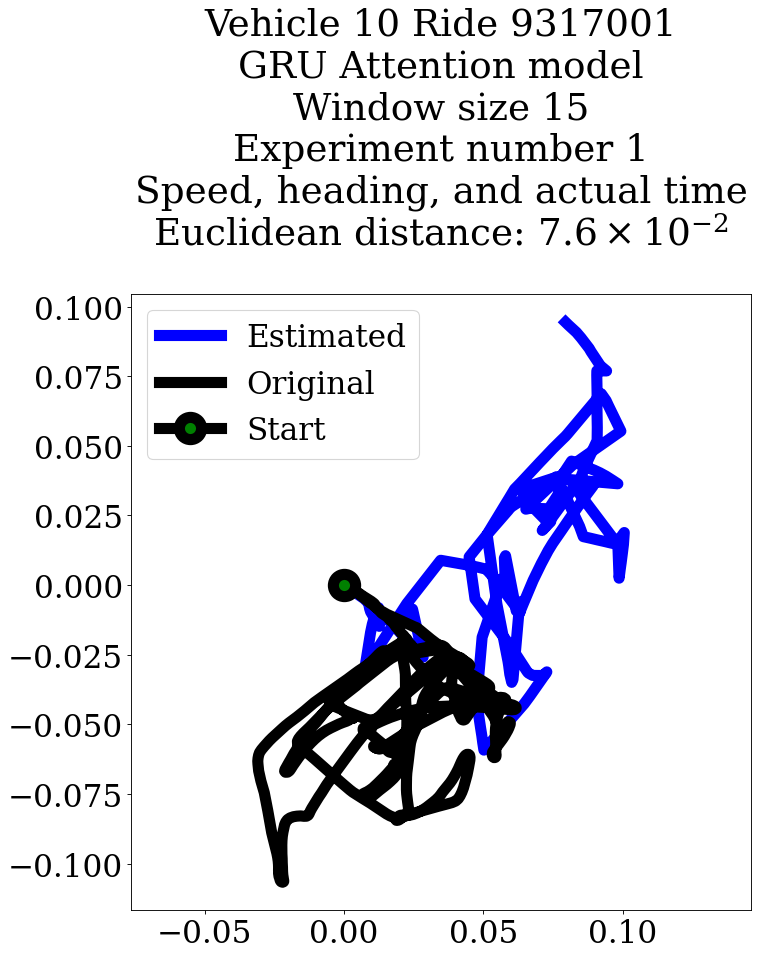 Vehicle 10 Ride 9317001
GRU Attention model
Window size 15
Experiment number 1
Speed, heading, and actual time
Euclidean distance: 7.6 × 10⁻²
Estimated
Original
Start
0.100
0.075
0.050
0.025
0.000
−0.025
−0.050
−0.075
−0.100
−0.05
0.00
0.05
0.10